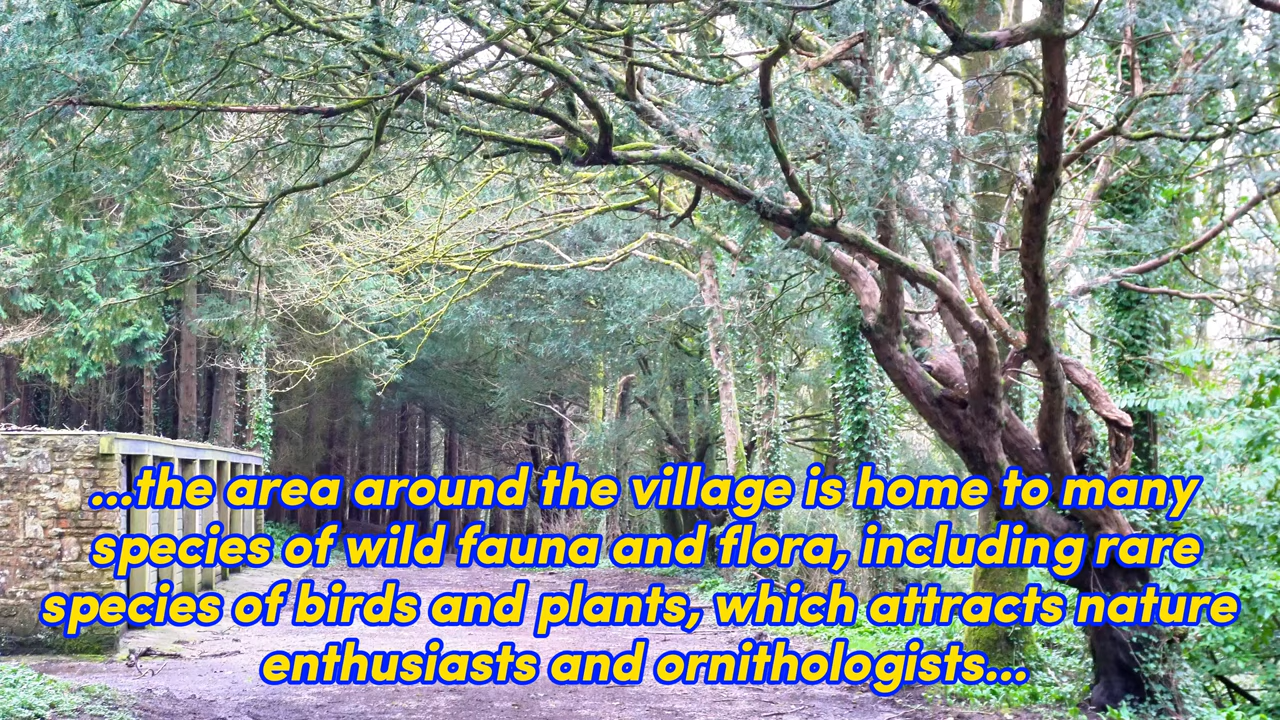 ...the area around the village is home to many
species of wild fauna and flora, including rare
species of birds and plants, which attracts nature
enthusiasts and ornithologists...